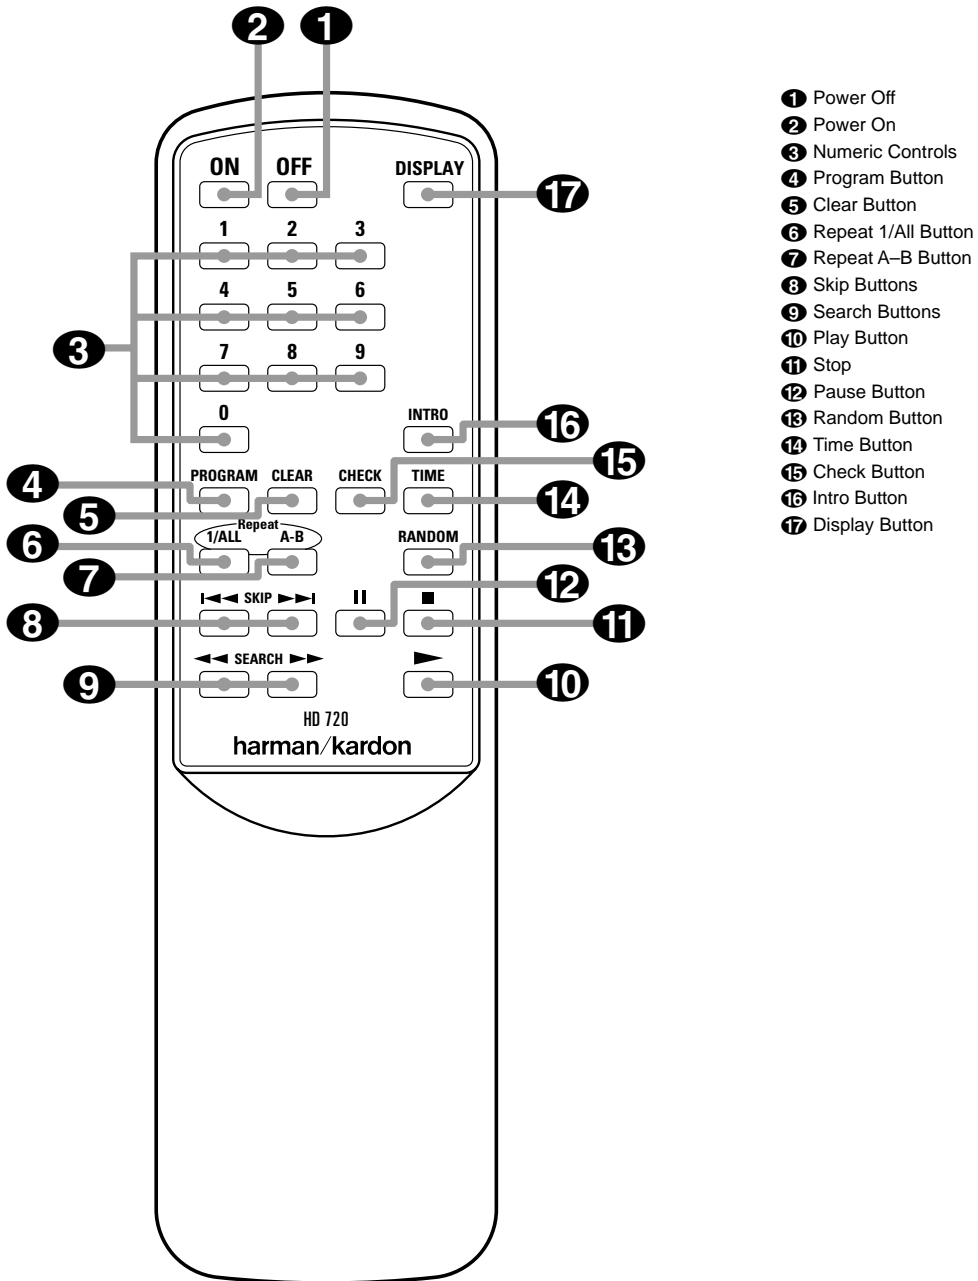 2 1
ON OFF DISPLAY
17
1 2 3
4 5 6
3
7 8 9
0 INTRO
16
15
PROGRAM CLEAR CHECK TIME
4
14
5
Repeat
1/ALL A-B RANDOM
6
13
7
12
SKIP
8
11
SEARCH
9
10
HD 720
harman/kardon
1 Power Off
2 Power On
3 Numeric Controls
4 Program Button
5 Clear Button
6 Repeat 1/All Button
7 Repeat A–B Button
8 Skip Buttons
9 Search Buttons
10 Play Button
11 Stop
12 Pause Button
13 Random Button
14 Time Button
15 Check Button
16 Intro Button
17 Display Button